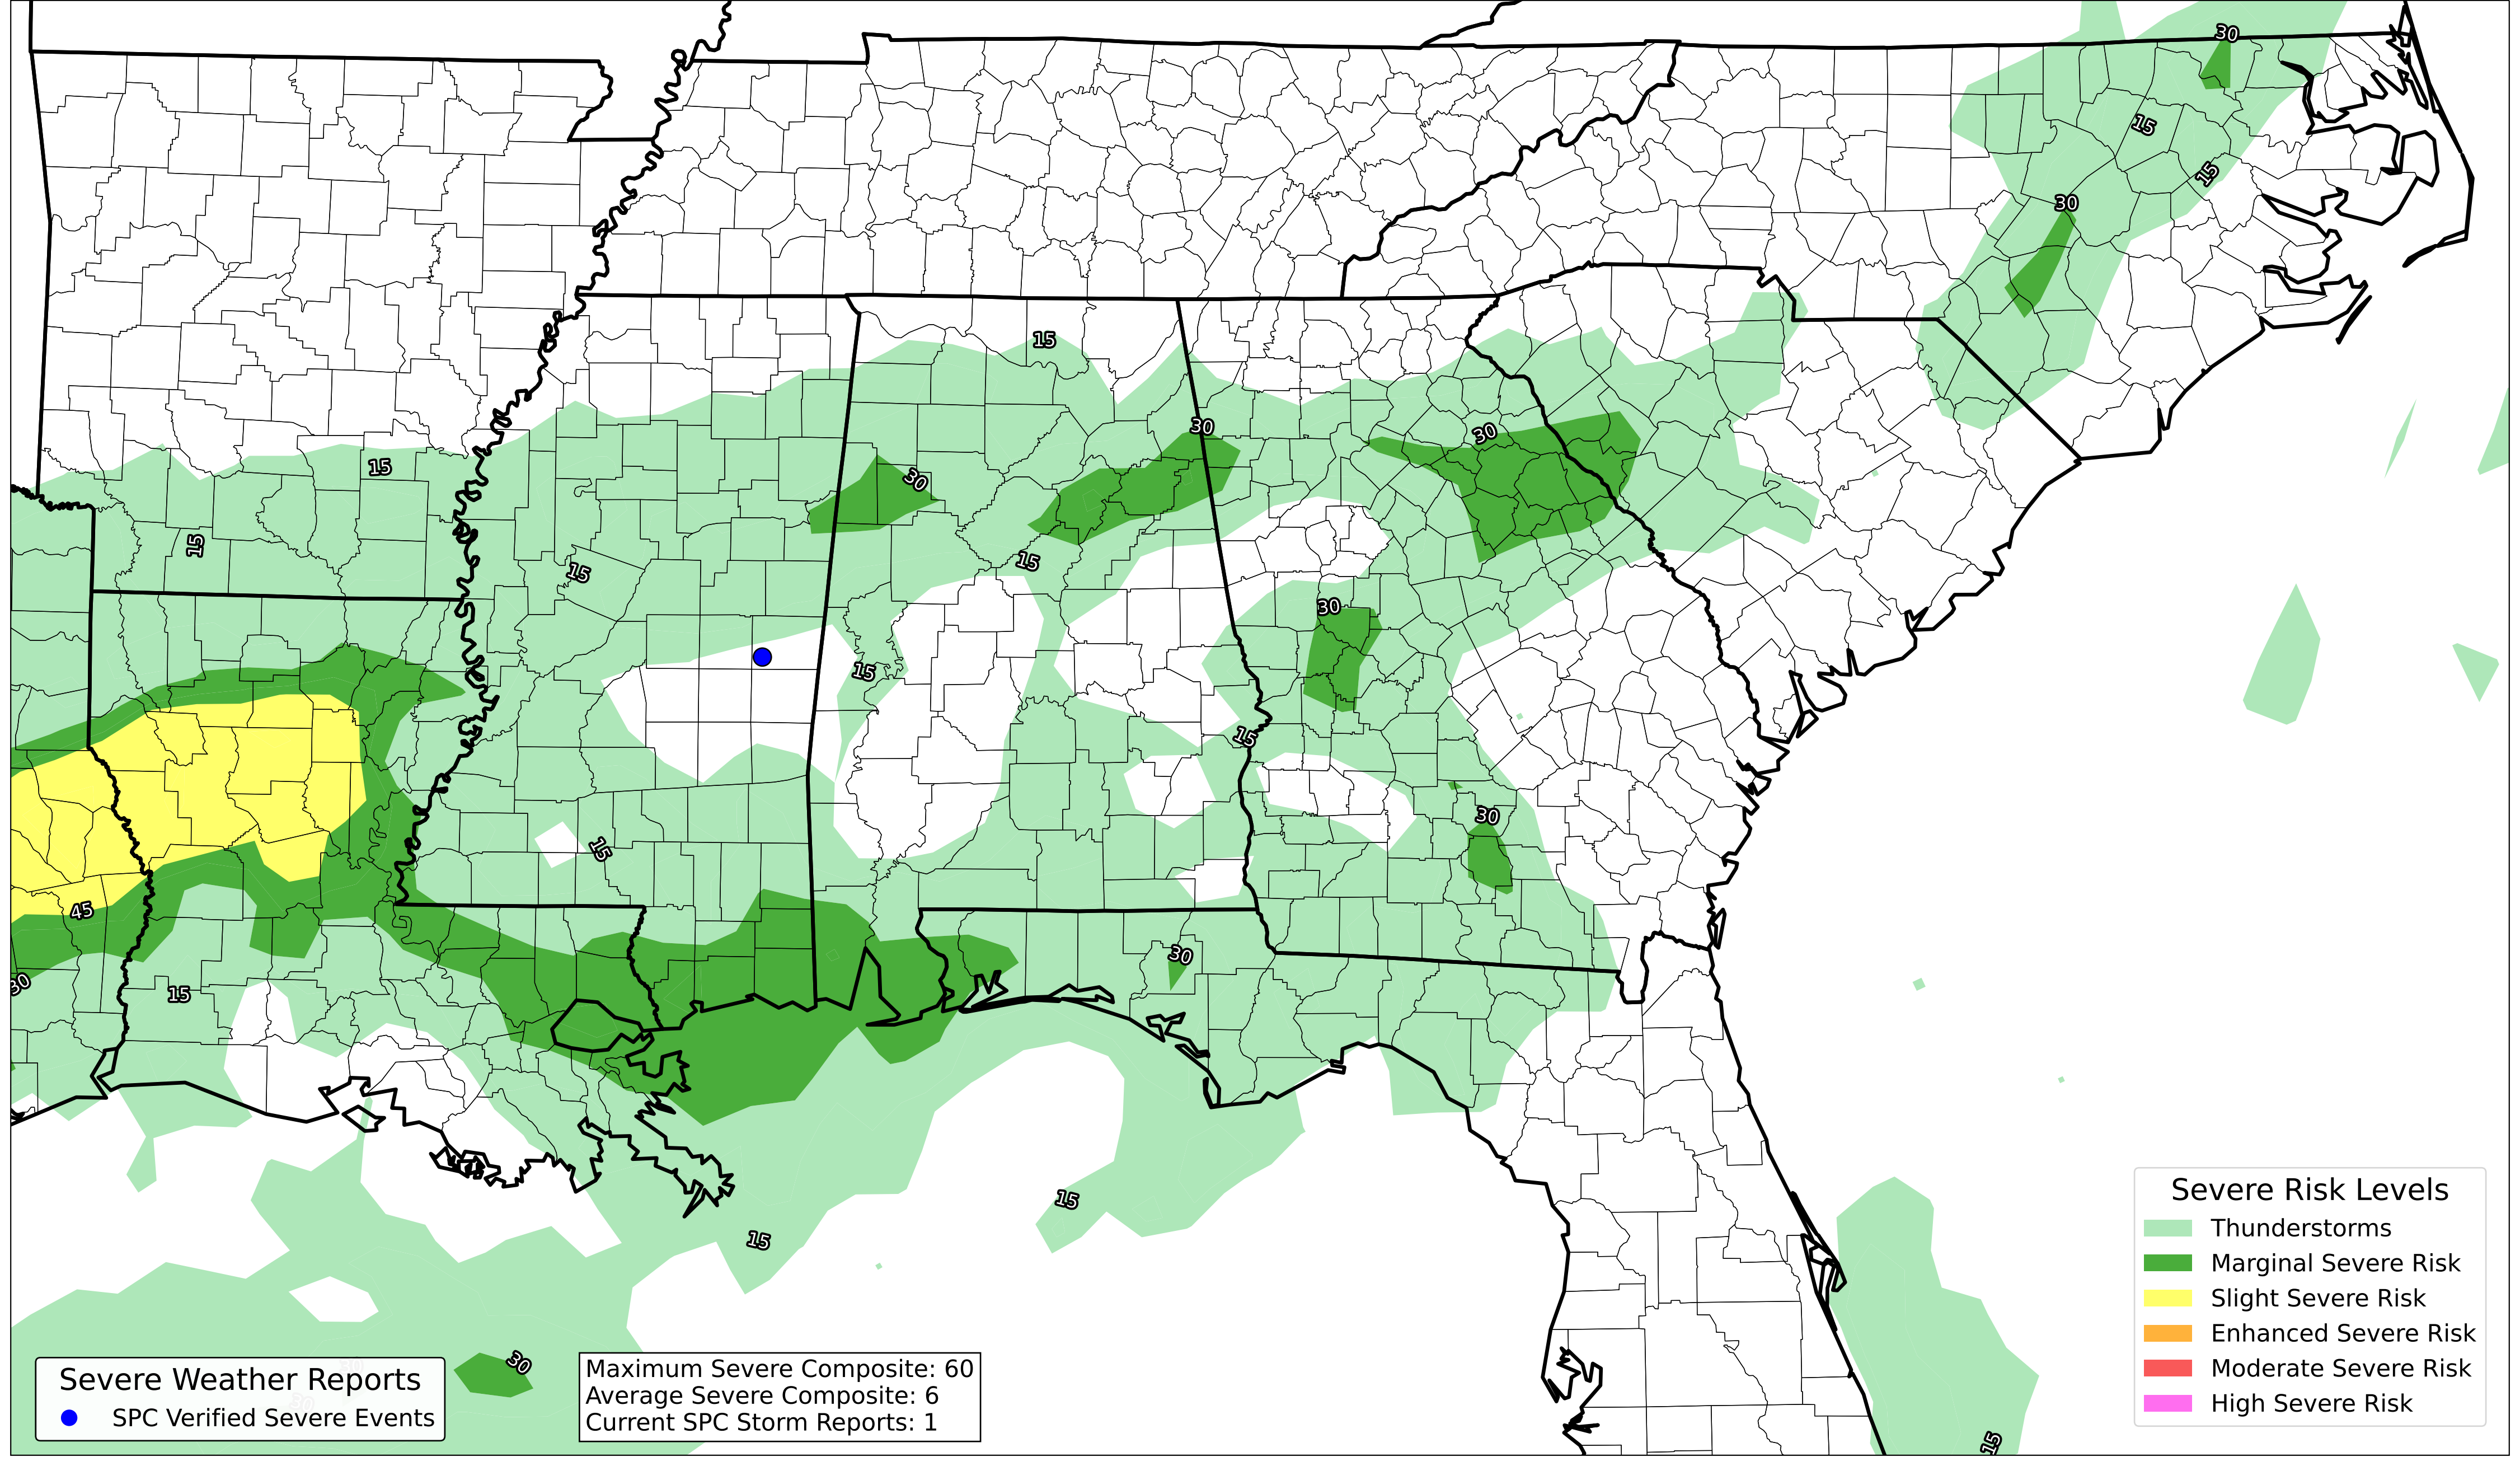 30
15
15
30
15
30
30
15
30
15
15
15
30
15
15
30
15
45
30
30
15
15
15
30
30
30
15
Severe Weather Reports
SPC Verified Severe Events
Maximum Severe Composite: 60
Average Severe Composite: 6
Current SPC Storm Reports: 1
Severe Risk Levels
Thunderstorms
Marginal Severe Risk
Slight Severe Risk
Enhanced Severe Risk
Moderate Severe Risk
High Severe Risk